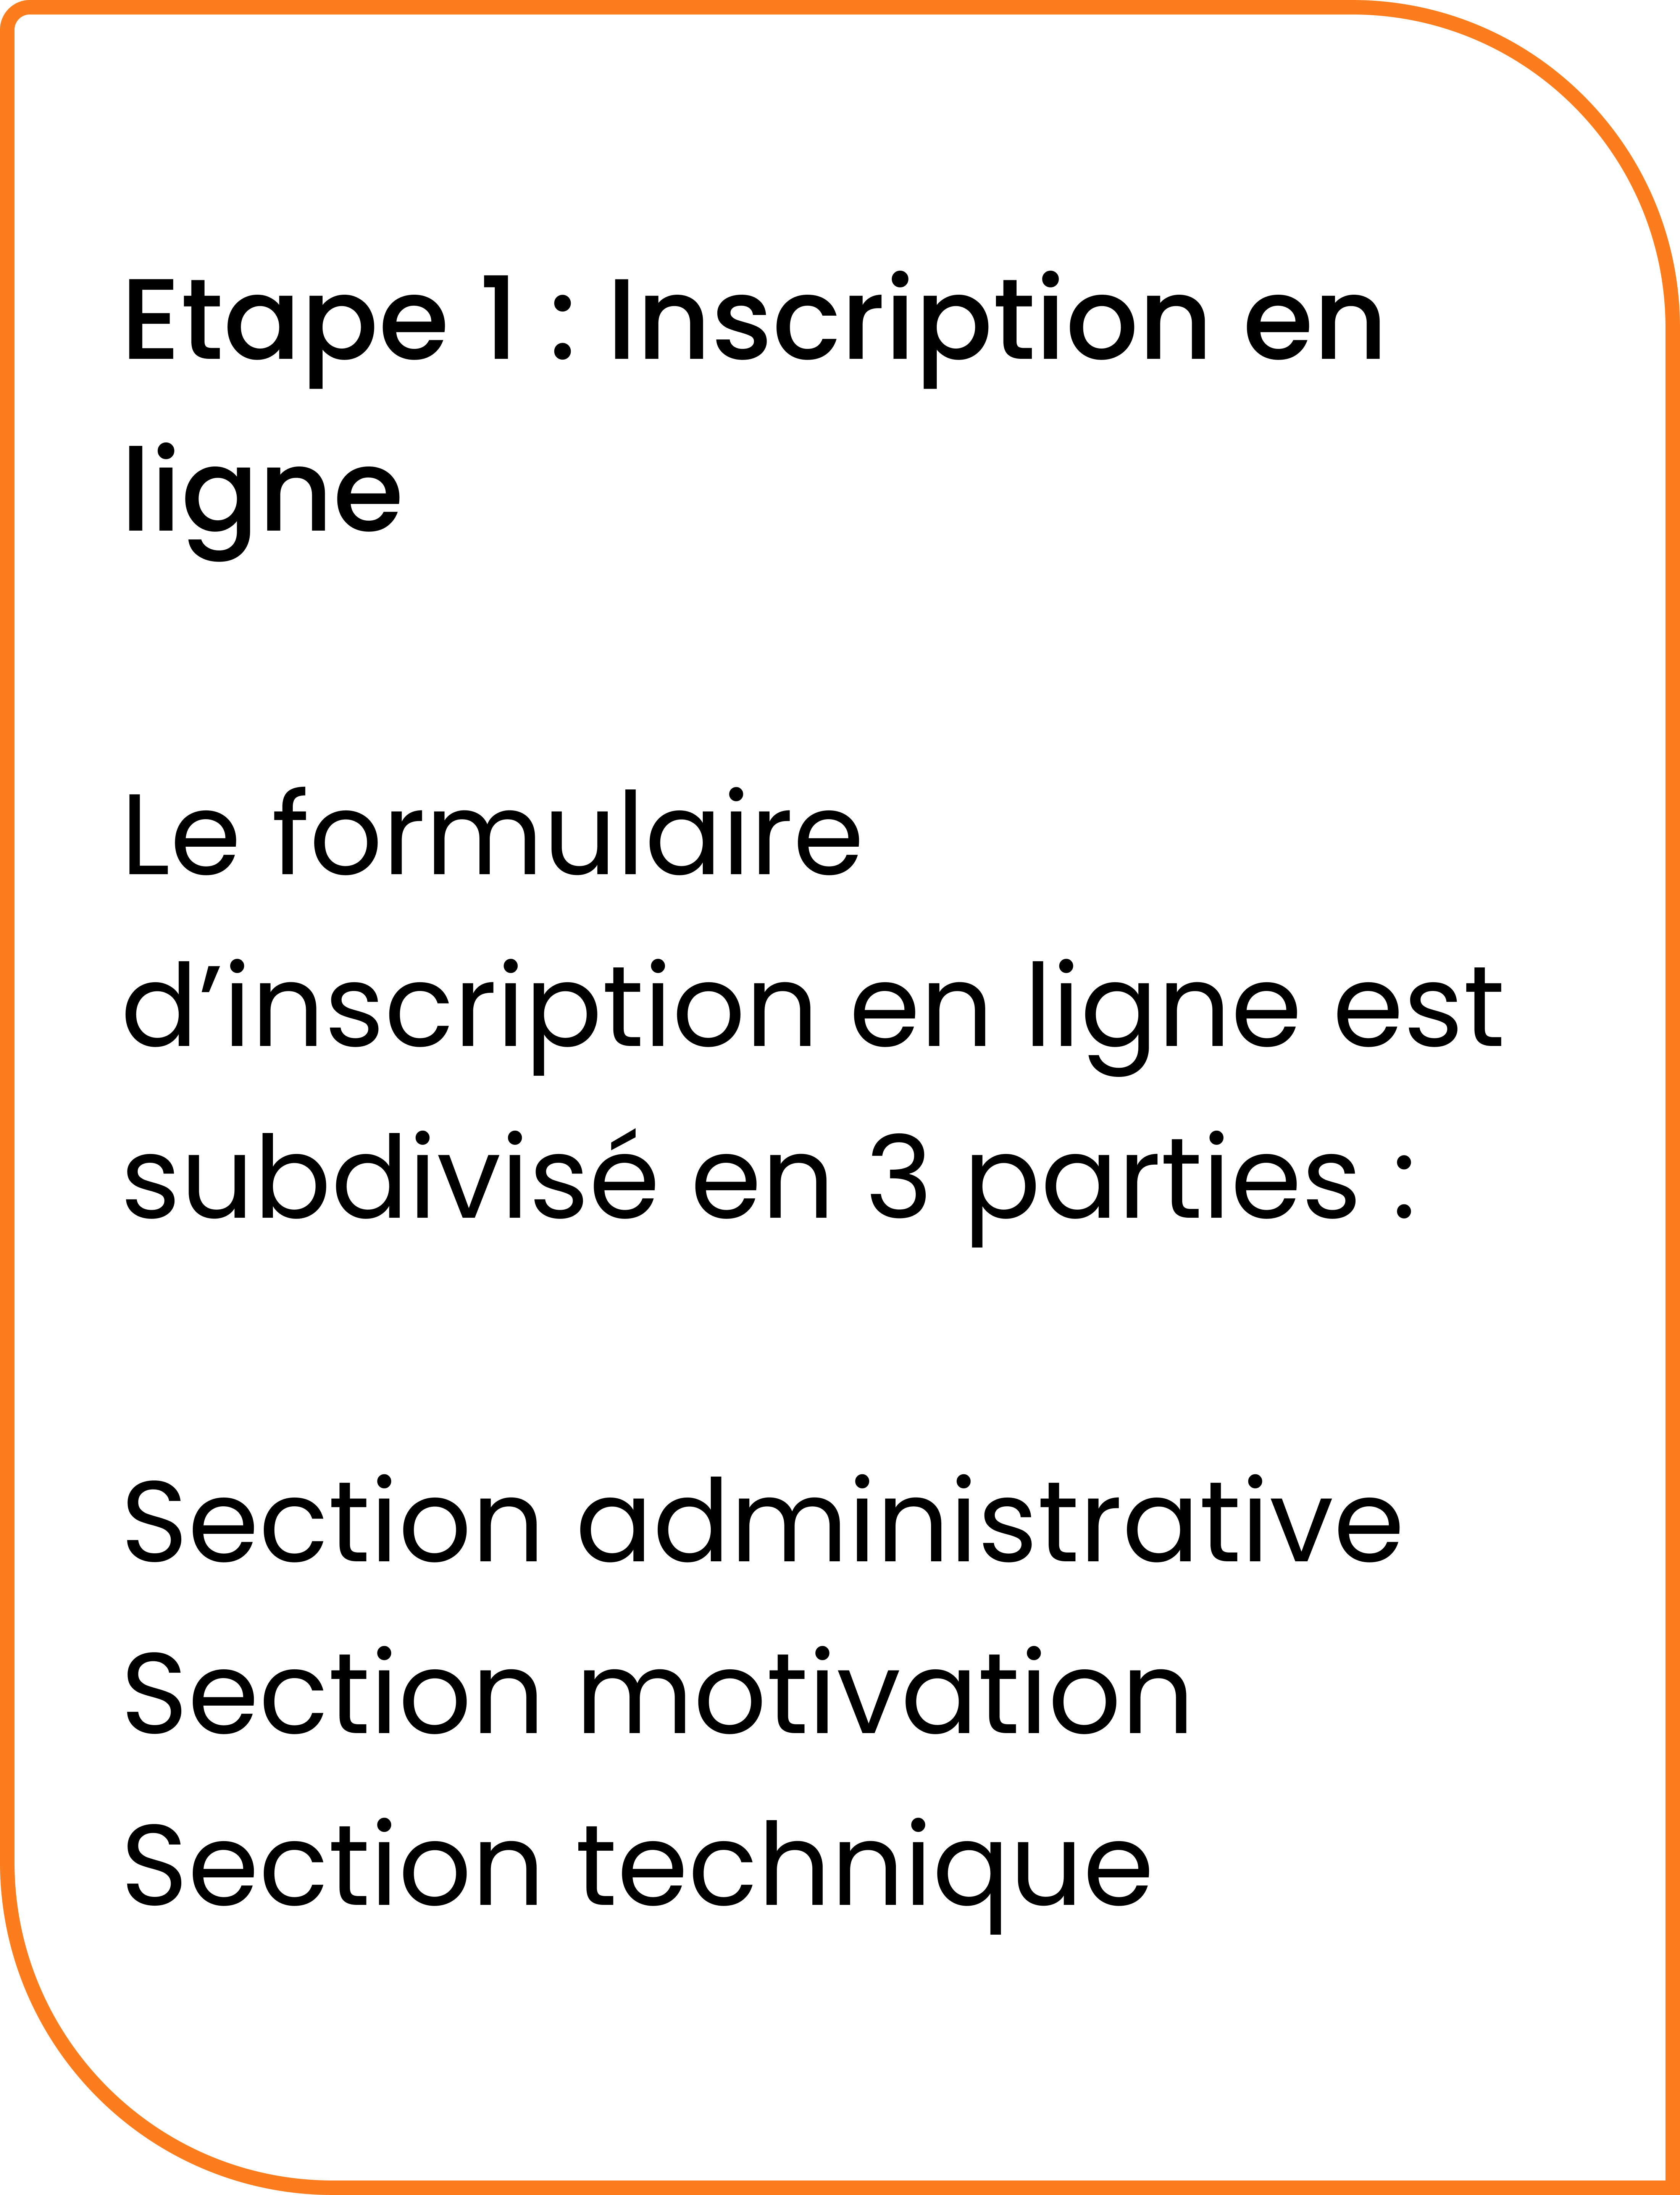 Etape 1 : Inscription en
ligne
Le formulaire
d’inscription en ligne est
subdivisé en 3 parties :
Section administrative
Section motivation
Section technique